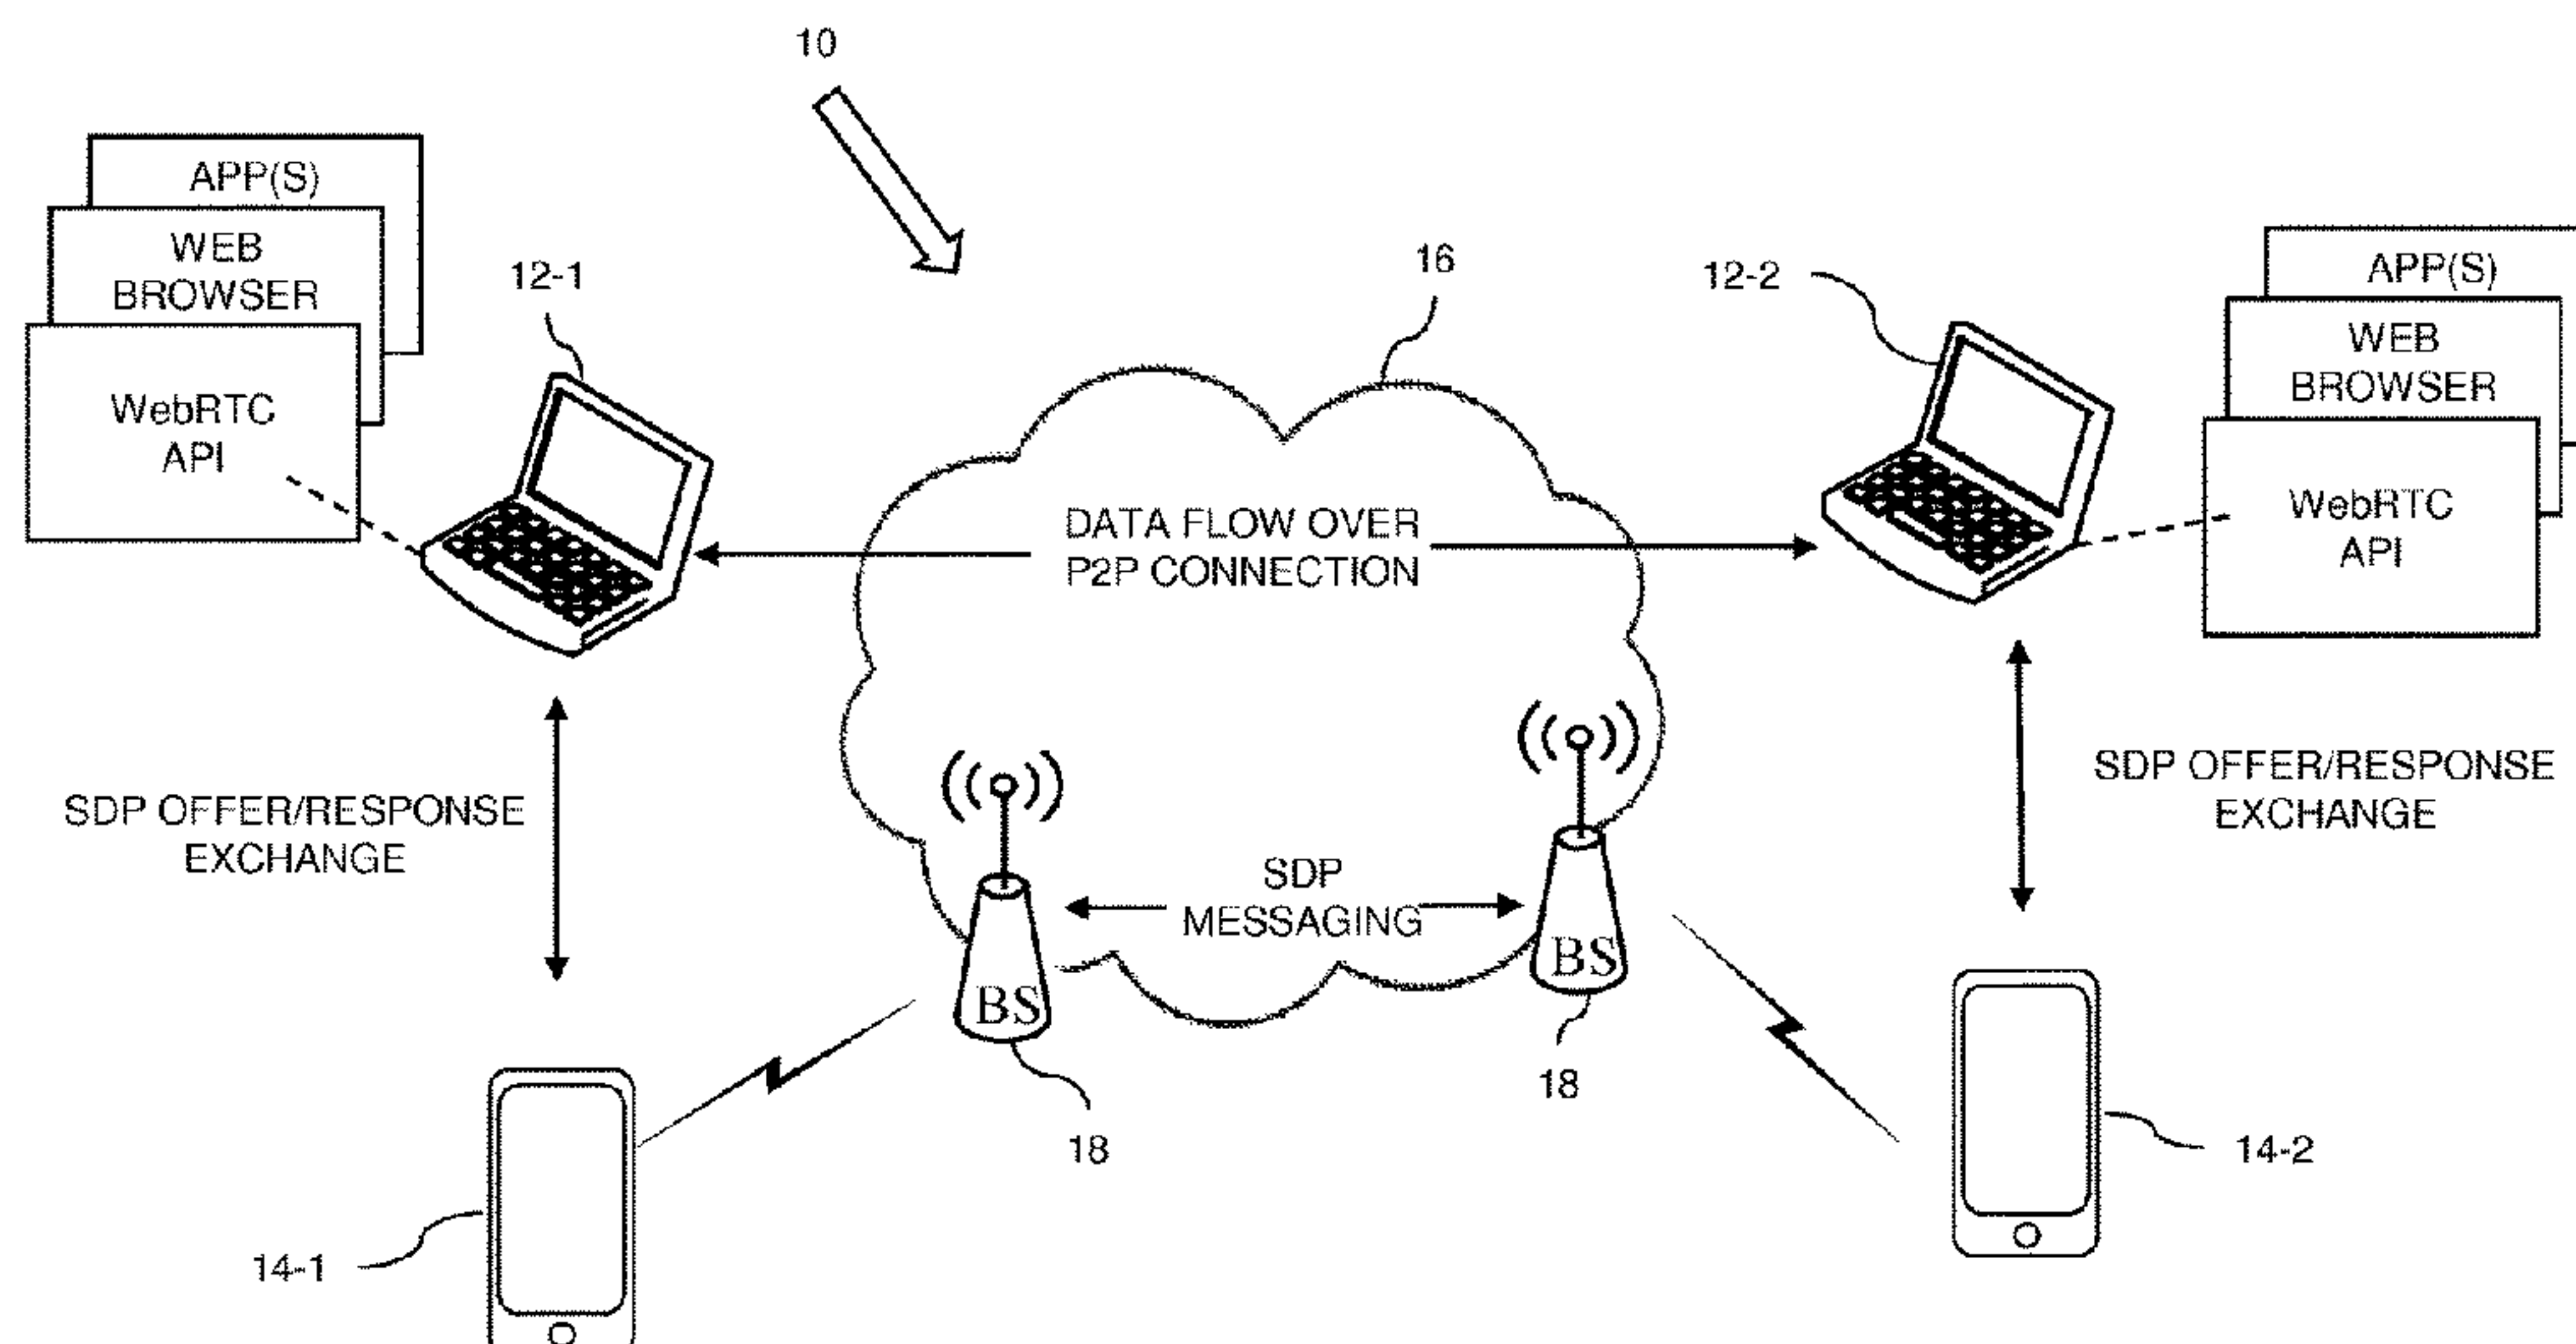 10
APP(S)
WEB
BROWSER
WebRTC
API
12-1
16
12-2
APP(S)
WEB
BROWSER
WebRTC
API
DATA FLOW OVER
P2P CONNECTION
SDP OFFER/RESPONSE
EXCHANGE
SDP
MESSAGING
BS
BS
SDP OFFER/RESPONSE
EXCHANGE
18
18
14-1
14-2